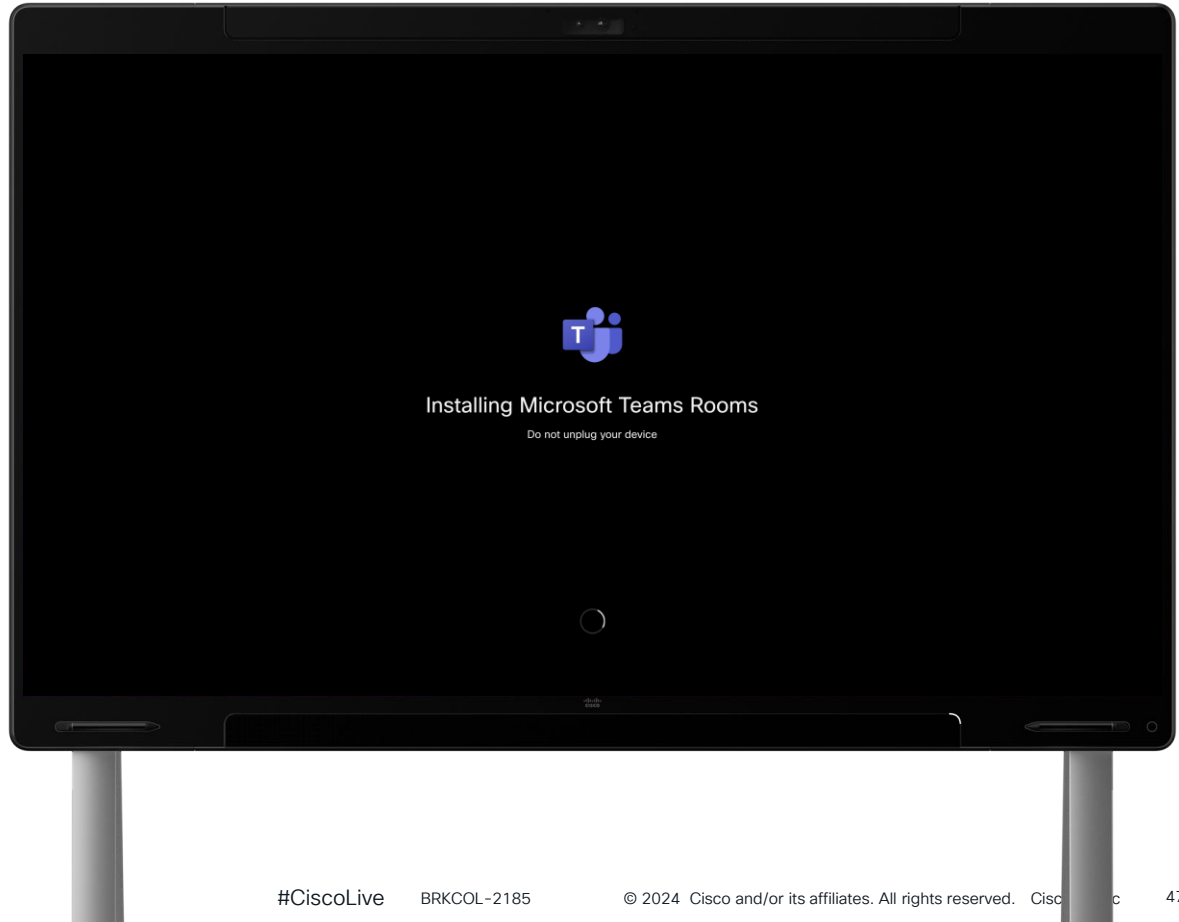 T
Installing Microsoft Teams Rooms
Do not unplug your device
cisco
#CiscoLive BRKCOL-2185 © 2024 Cisco and/or its affiliates. All rights reserved.